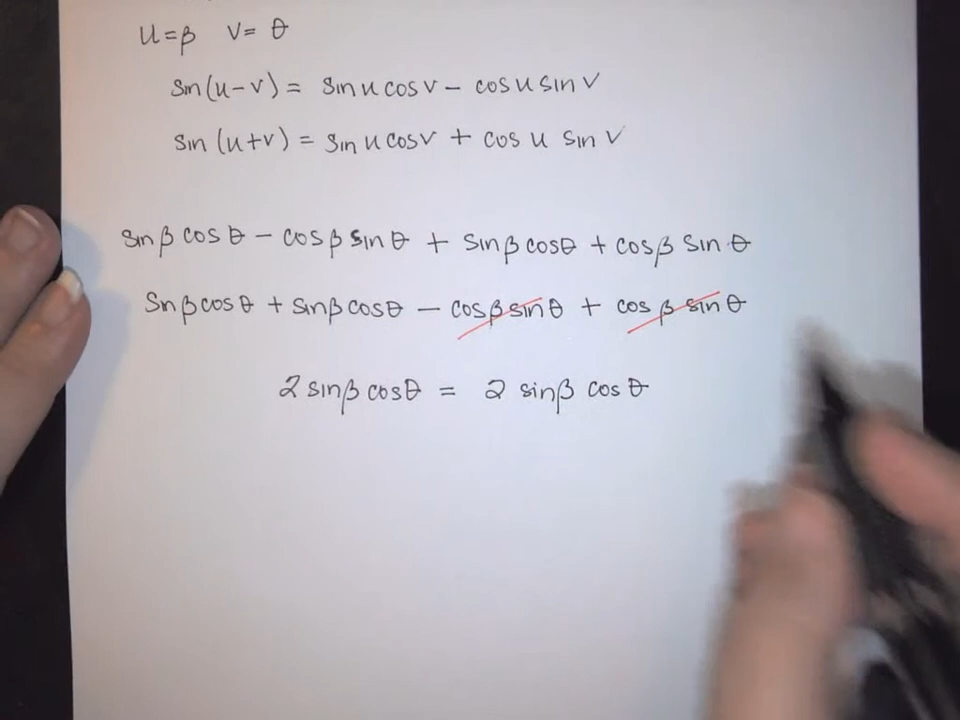 u=β v=θ
sin(u-v) = sin u cos v - cos u sin v
sin (u+v) = sin u cos v + cos u sin v
sin β cos θ - cos β sin θ + sin β cos θ + cos β sin θ
sin β cos θ + sin β cos θ - cos β sin θ + cos β sin θ
2 sin β cos θ = 2 sin β cos θ